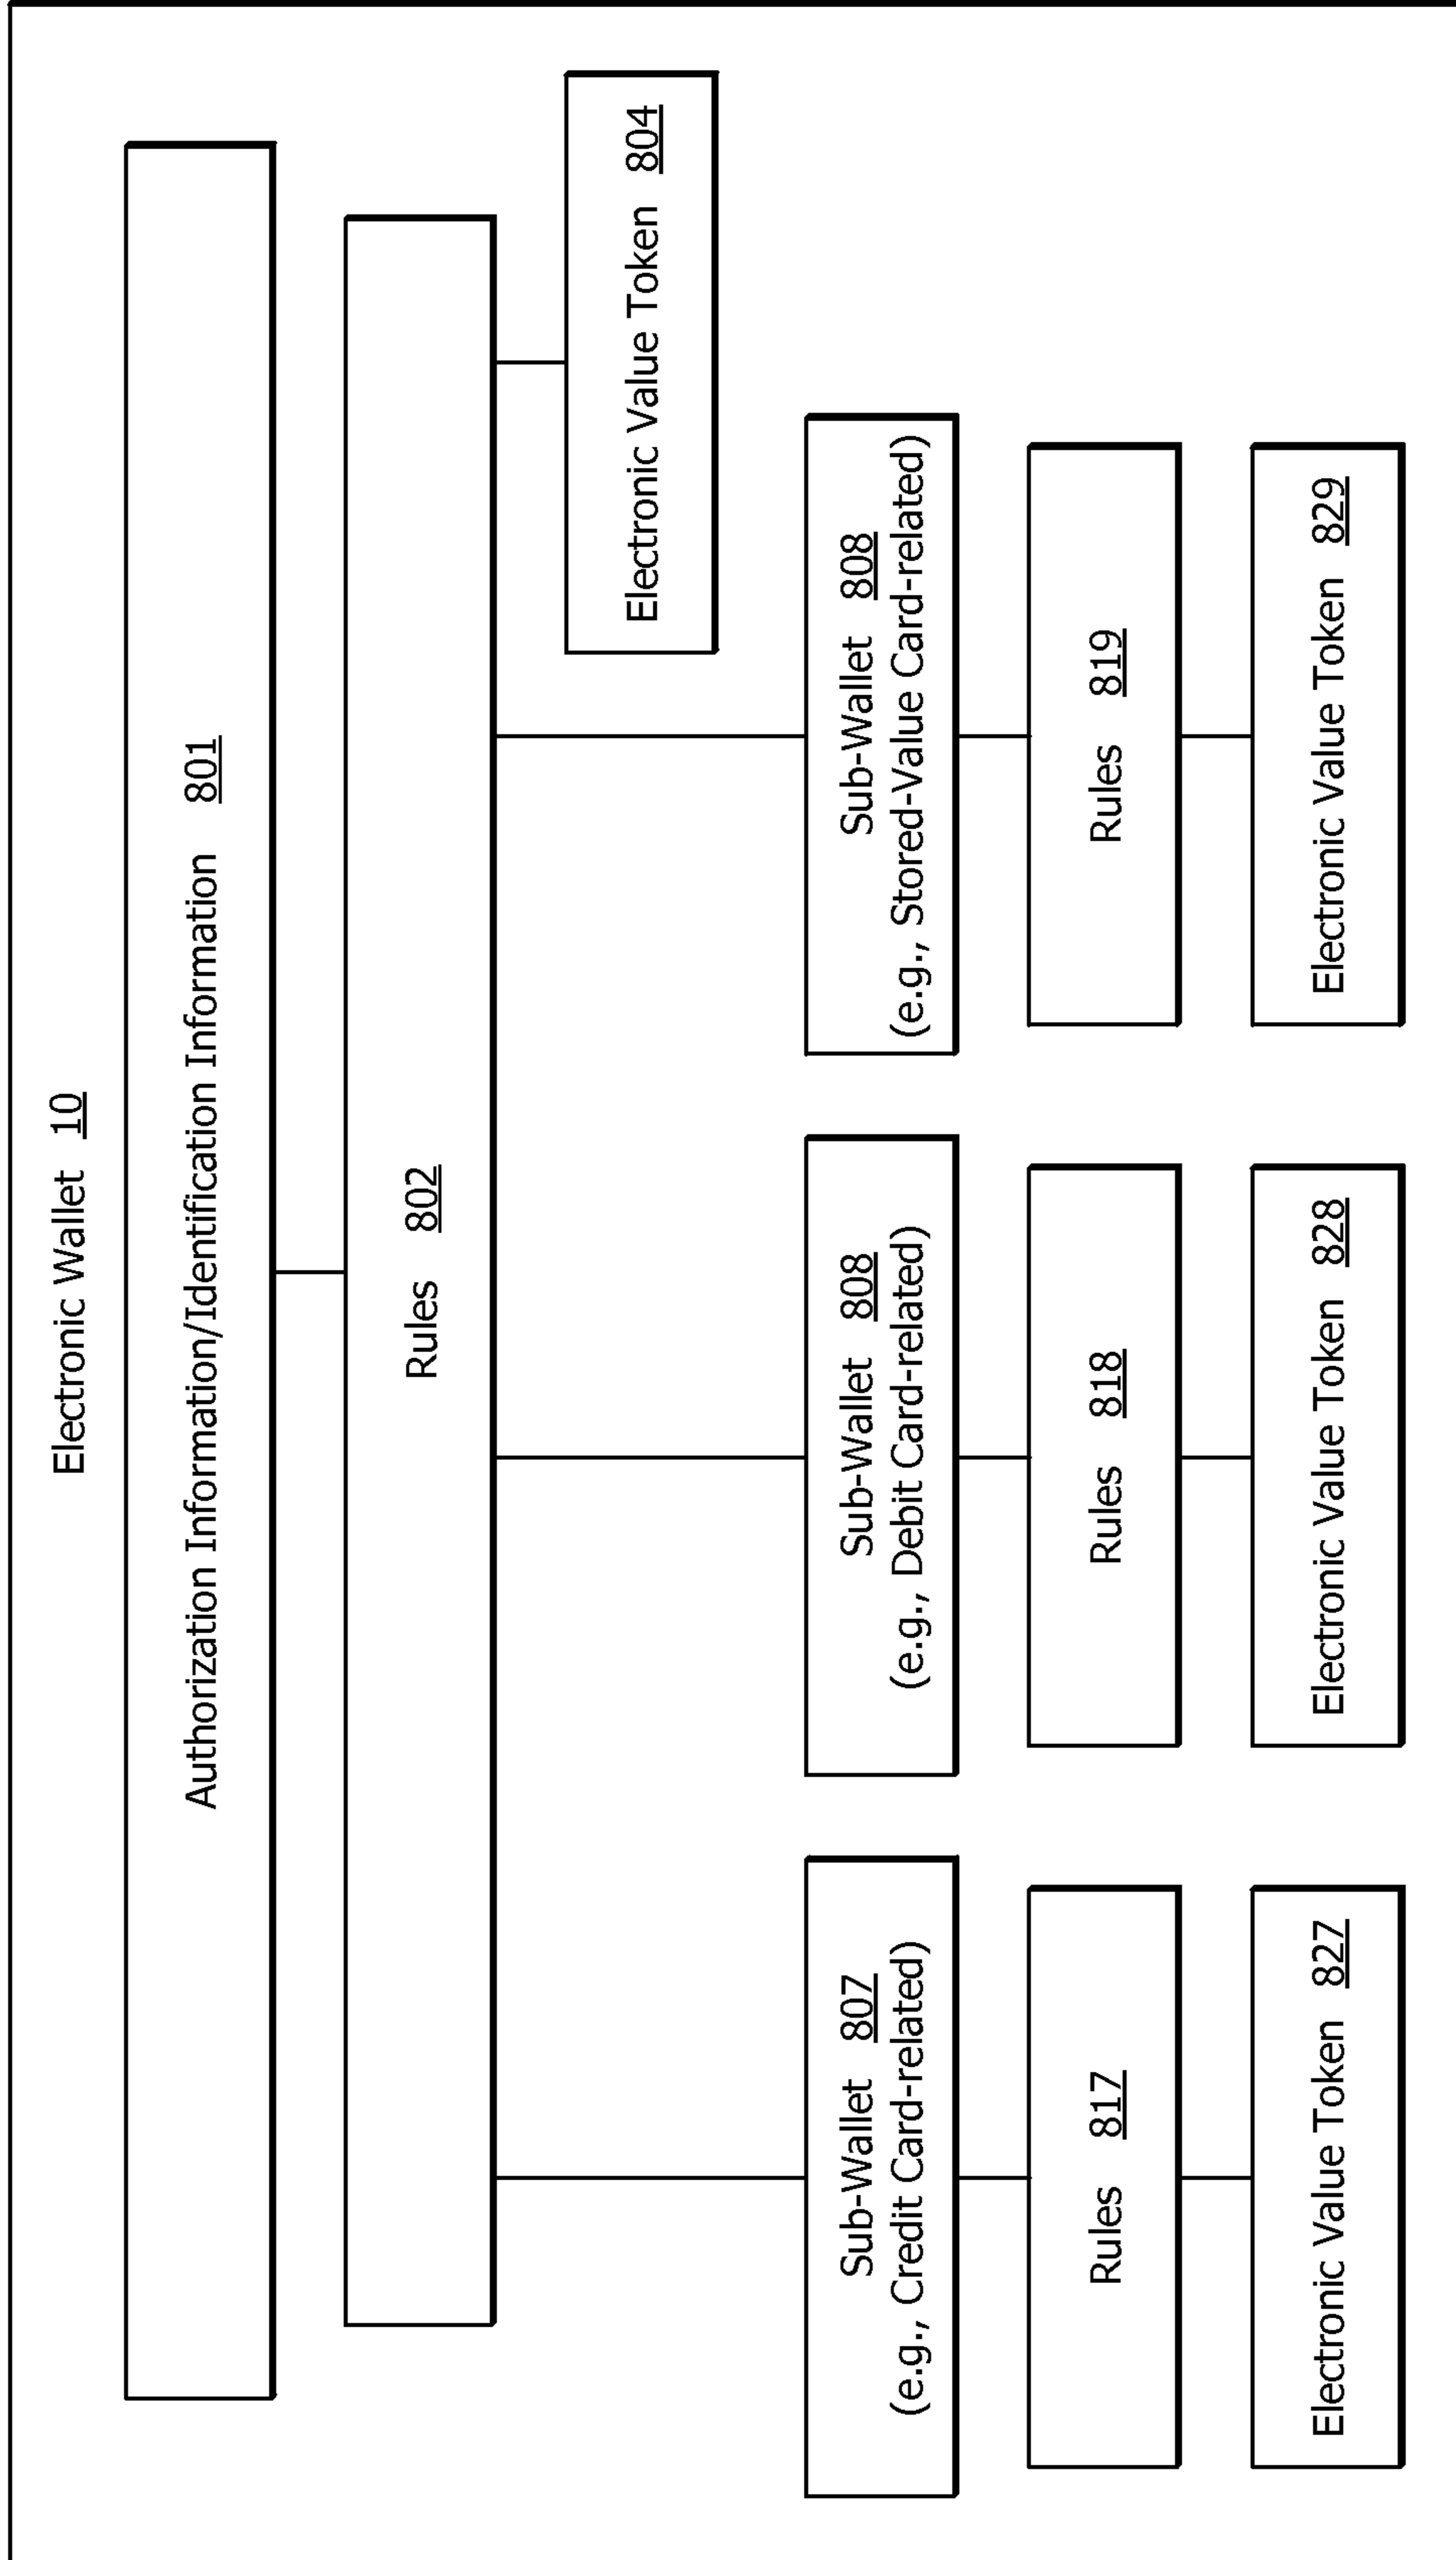 Electronic Wallet 10
Authorization Information/Identification Information 801
Rules 802
Electronic Value Token 804
Sub-Wallet 807
(e.g., Credit Card-related)
Sub-Wallet 808
(e.g., Debit Card-related)
Sub-Wallet 808
(e.g., Stored-Value Card-related)
Rules 817
Rules 818
Rules 819
Electronic Value Token 827
Electronic Value Token 828
Electronic Value Token 829